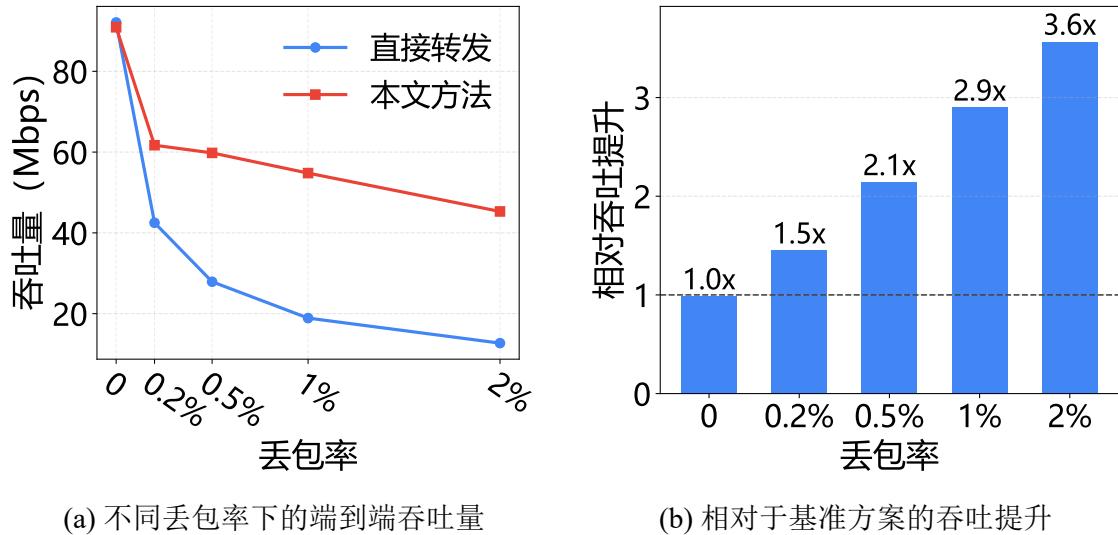 直接转发
本文方法
吞吐量（Mbps）
80
60
40
20
0
0.2%
0.5%
1%
2%
丢包率
(a) 不同丢包率下的端到端吞吐量
相对吞吐提升
3
2
1
0
1.0x
1.5x
2.1x
2.9x
3.6x
0
0.2%
0.5%
1%
2%
丢包率
(b) 相对于基准方案的吞吐提升